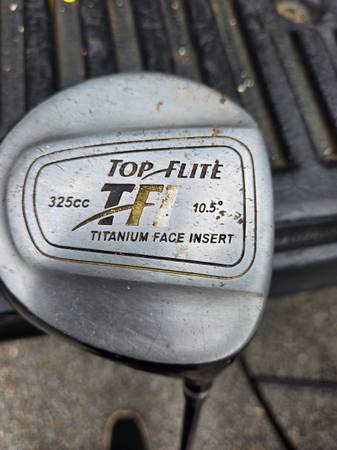 TOP FLITE
TFI
325cc
10.5°
TITANIUM FACE INSERT